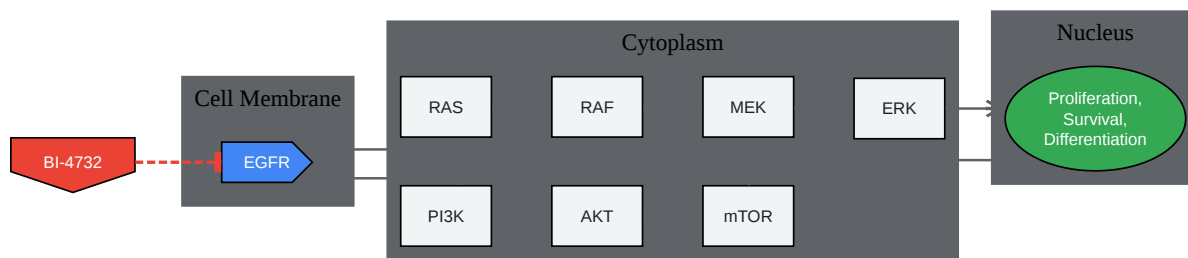 Cytoplasm
Nucleus
Cell Membrane
RAS
RAF
MEK
ERK
Proliferation,
Survival,
Differentiation
BI-4732
EGFR
PI3K
AKT
mTOR